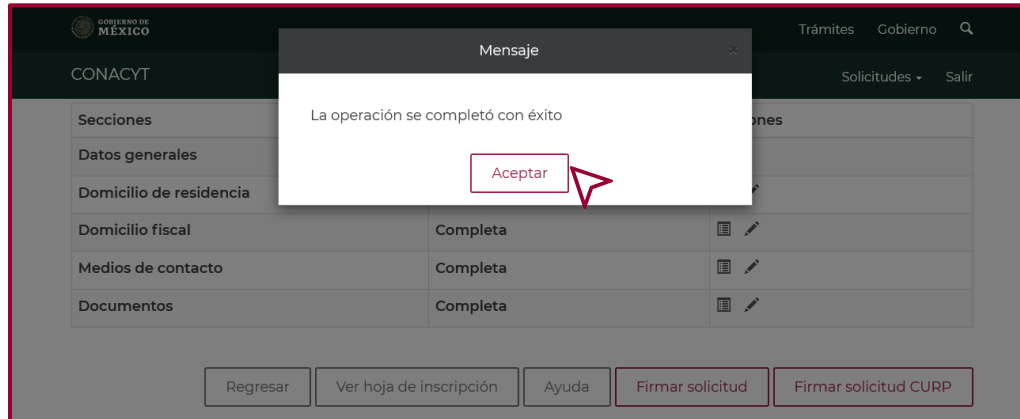 GOBIERNO DE
MÉXICO
Trámites Gobierno
Mensaje
×
CONACYT
Solicitudes Salir
La operación se completó con éxito
Aceptar
Secciones
ones
Datos generales
Domicilio de residencia
Domicilio fiscal Completa
Medios de contacto Completa
Documentos Completa
Regresar Ver hoja de inscripción Ayuda Firmar solicitud Firmar solicitud CURP